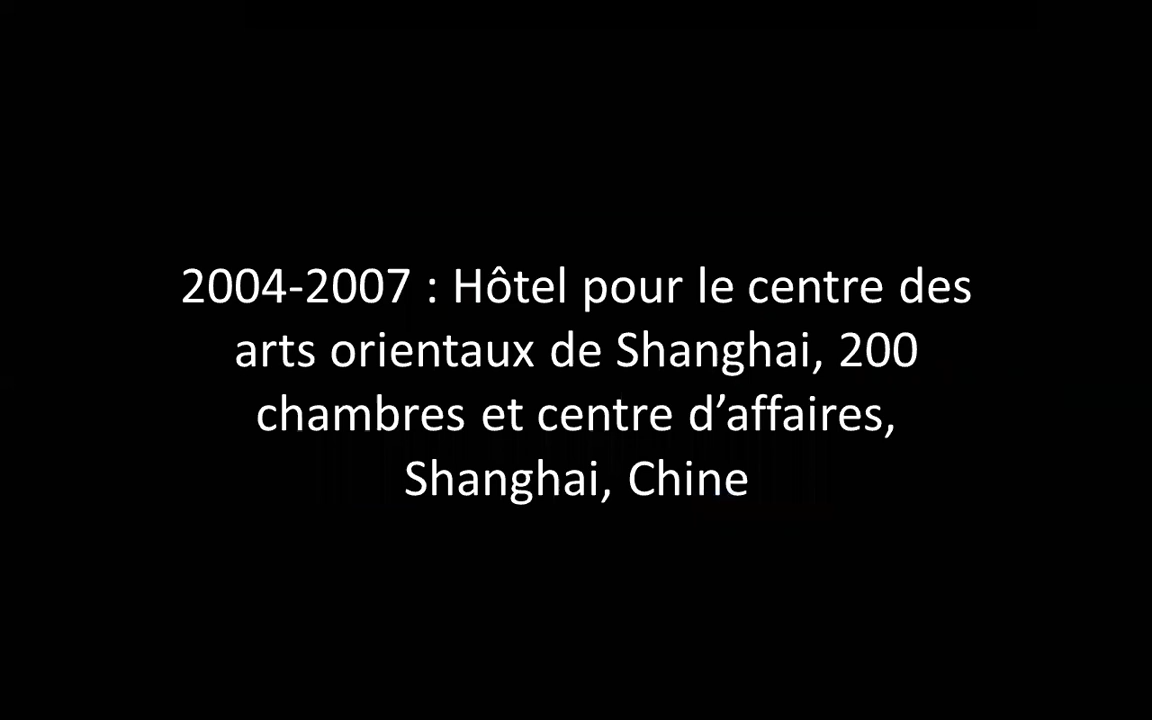 2004-2007 : Hôtel pour le centre des
arts orientaux de Shanghai, 200
chambres et centre d’affaires,
Shanghai, Chine